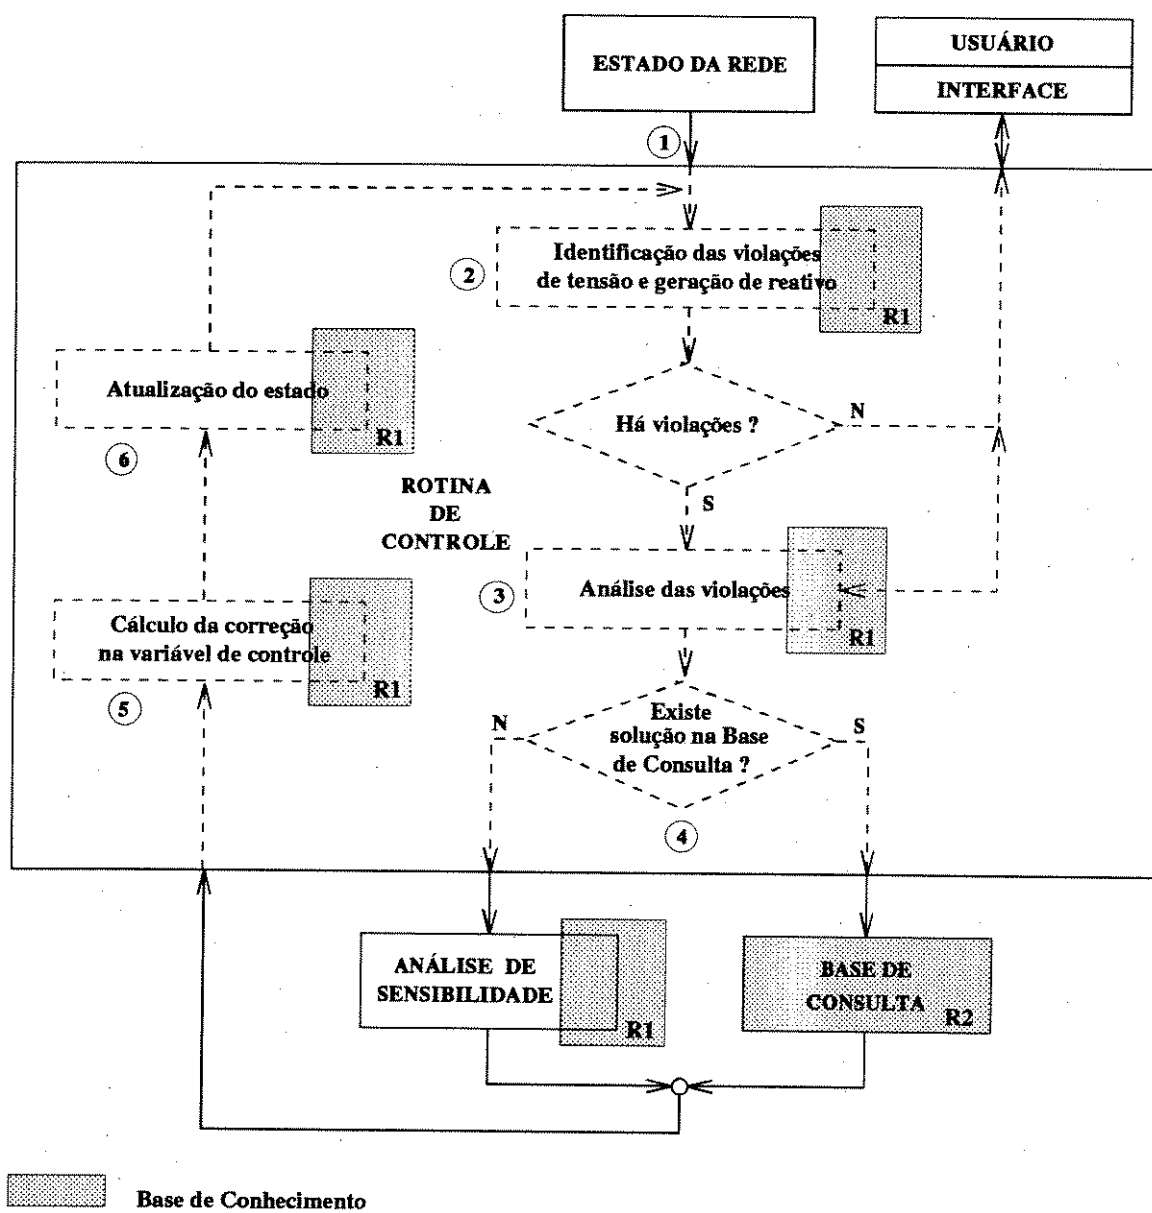 ESTADO DA REDE
USUÁRIO
INTERFACE
1
Identificação das violações
de tensão e geração de reativo
2
R1
Atualização do estado
R1
6
Há violações ?
N
S
ROTINA
DE
CONTROLE
Análise das violações
3
R1
Cálculo da correção
na variável de controle
R1
5
Existe
solução na Base
de Consulta ?
N
S
4
ANÁLISE DE
SENSIBILIDADE
R1
BASE DE
CONSULTA
R2
Base de Conhecimento